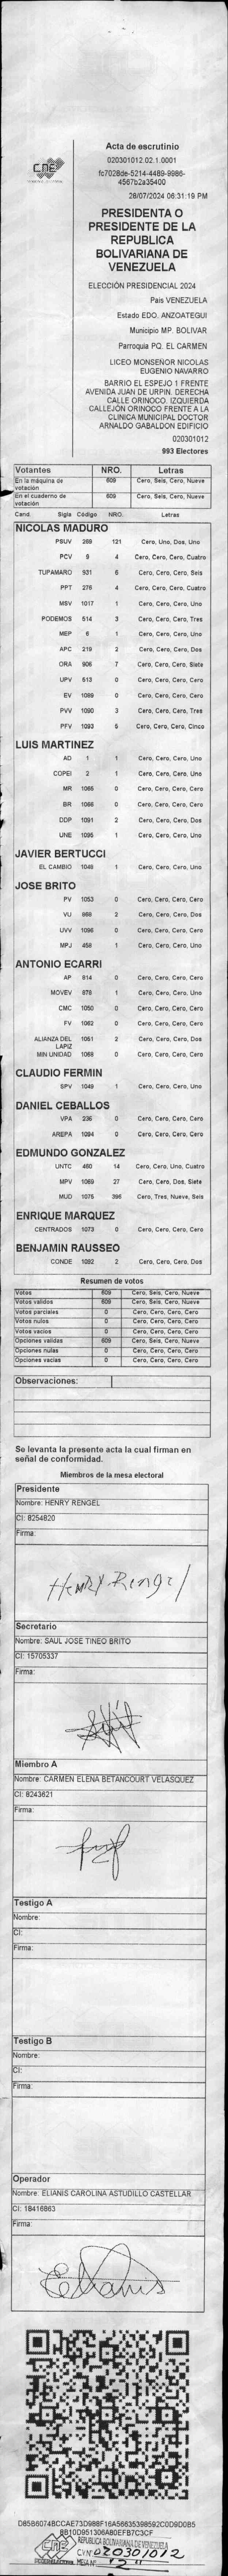 CNE
Acta de escrutinio
020301012.02.1.0001
fc7028de-5214-4489-9986-
4567b2a35400
28/07/2024 06:31:19 PM
PRESIDENTA O
PRESIDENTE DE LA
REPUBLICA
BOLIVARIANA DE
VENEZUELA
ELECCIÓN PRESIDENCIAL 2024
Pais VENEZUELA
Estado EDO. ANZOATEGUI
Municipio MP. BOLIVAR
Parroquia PQ. EL CARMEN
LICEO MONSEÑOR NICOLAS
EUGENIO NAVARRO
BARRIO EL ESPEJO 1 FRENTE
AVENIDA JUAN DE URPIN. DERECHA
CALLE ORINOCO. IZQUIERDA
CALLEJÓN ORINOCO FRENTE A LA
CLINICA MUNICIPAL DOCTOR
ARNALDO GABALDON EDIFICIO
020301012
993 Electores
Votantes NRO. Letras
En la máquina de votación 609 Cero, Seis, Cero, Nueve
En el cuaderno de votación 609 Cero, Seis, Cero, Nueve
Cand. Sigla Código NRO. Letras
NICOLAS MADURO
PSUV 269 121 Cero, Uno, Dos, Uno
PCV 9 4 Cero, Cero, Cero, Cuatro
TUPAMARO 931 6 Cero, Cero, Cero, Seis
PPT 276 4 Cero, Cero, Cero, Cuatro
MSV 1017 1 Cero, Cero, Cero, Uno
PODEMOS 514 3 Cero, Cero, Cero, Tres
MEP 6 1 Cero, Cero, Cero, Uno
APC 219 2 Cero, Cero, Cero, Dos
ORA 906 7 Cero, Cero, Cero, Siete
UPV 513 0 Cero, Cero, Cero, Cero
EV 1089 0 Cero, Cero, Cero, Cero
PVV 1090 3 Cero, Cero, Cero, Tres
PFV 1093 5 Cero, Cero, Cero, Cinco
LUIS MARTINEZ
AD 1 1 Cero, Cero, Cero, Uno
COPEI 2 1 Cero, Cero, Cero, Uno
MR 1065 0 Cero, Cero, Cero, Cero
BR 1066 0 Cero, Cero, Cero, Cero
DDP 1091 2 Cero, Cero, Cero, Dos
UNE 1095 1 Cero, Cero, Cero, Uno
JAVIER BERTUCCI
EL CAMBIO 1048 1 Cero, Cero, Cero, Uno
JOSE BRITO
PV 1053 0 Cero, Cero, Cero, Cero
VU 868 2 Cero, Cero, Cero, Dos
UVV 1096 0 Cero, Cero, Cero, Cero
MPJ 458 1 Cero, Cero, Cero, Uno
ANTONIO ECARRI
AP 814 0 Cero, Cero, Cero, Cero
MOVEV 878 1 Cero, Cero, Cero, Uno
CMC 1050 0 Cero, Cero, Cero, Cero
FV 1062 0 Cero, Cero, Cero, Cero
ALIANZA DEL LAPIZ 1051 2 Cero, Cero, Cero, Dos
MIN UNIDAD 1068 0 Cero, Cero, Cero, Cero
CLAUDIO FERMIN
SPV 1049 1 Cero, Cero, Cero, Uno
DANIEL CEBALLOS
VPA 236 0 Cero, Cero, Cero, Cero
AREPA 1094 0 Cero, Cero, Cero, Cero
EDMUNDO GONZALEZ
UNTC 460 14 Cero, Cero, Uno, Cuatro
MPV 1069 27 Cero, Cero, Dos, Siete
MUD 1075 396 Cero, Tres, Nueve, Seis
ENRIQUE MARQUEZ
CENTRADOS 1073 0 Cero, Cero, Cero, Cero
BENJAMIN RAUSSEO
CONDE 1092 2 Cero, Cero, Cero, Dos
Resumen de votos
Votos 609 Cero, Seis, Cero, Nueve
Votos validos 609 Cero, Seis, Cero, Nueve
Votos parciales 0 Cero, Cero, Cero, Cero
Votos nulos 0 Cero, Cero, Cero, Cero
Votos vacios 0 Cero, Cero, Cero, Cero
Opciones validas 609 Cero, Seis, Cero, Nueve
Opciones nulas 0 Cero, Cero, Cero, Cero
Opciones vacias 0 Cero, Cero, Cero, Cero
Observaciones:
Se levanta la presente acta la cual firman en
señal de conformidad.
Miembros de la mesa electoral
Presidente
Nombre: HENRY RENGEL
CI: 8254820
Firma:
Henry Rengel
Secretario
Nombre: SAUL JOSE TINEO BRITO
CI: 15705337
Firma:
Miembro A
Nombre: CARMEN ELENA BETANCOURT VELASQUEZ
CI: 8243621
Firma:
Testigo A
Nombre:
CI:
Firma:
Testigo B
Nombre:
CI:
Firma:
Operador
Nombre: ELIANIS CAROLINA ASTUDILLO CASTELLAR
CI: 18416863
Firma:
Elianis
D85B6074BCCAE73D988F16A56635398592C0D9D0B5
8B10D951306A80EFB7C3CF
CNE
PODER ELECTORAL
REPUBLICA BOLIVARIANA DE VENEZUELA
C.V Nº 020301012
MESA Nº "2"